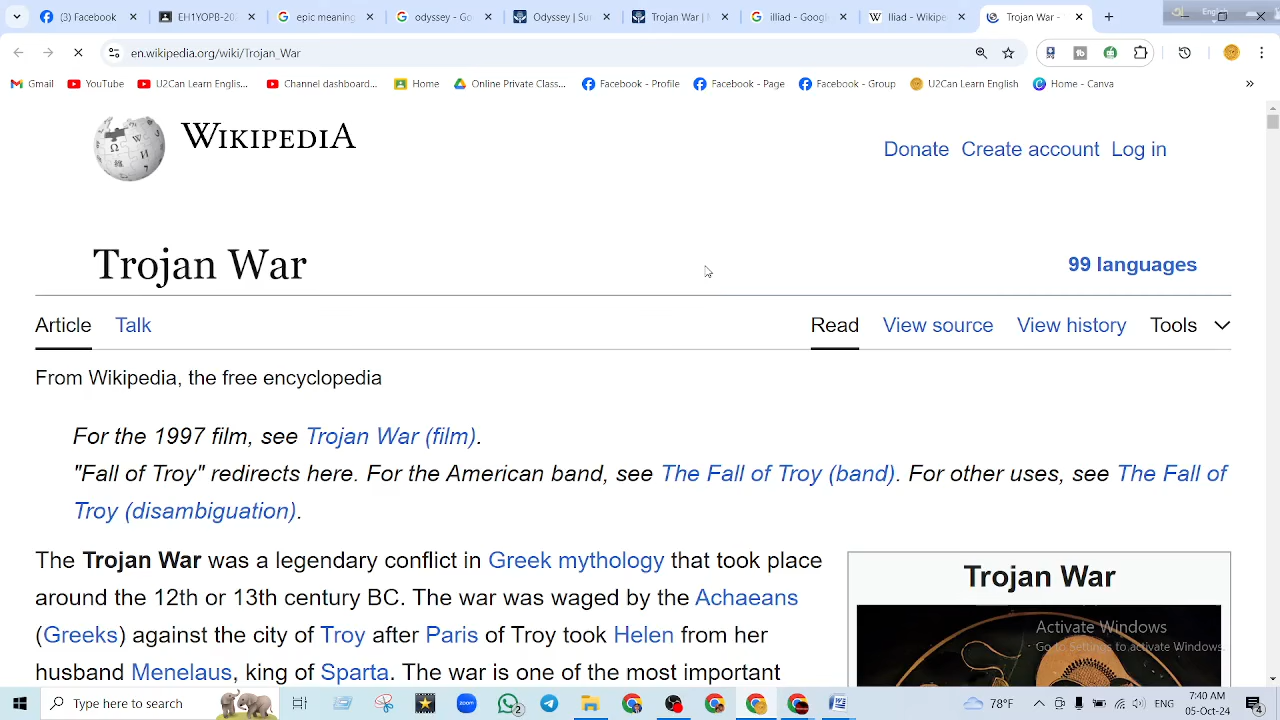 (3) Facebook
EH1YOPB-20
epic meaning
odyssey - Go
Odyssey | Su
Trojan War |
iliad - Google
Iliad - Wikipe
Trojan War -
English
en.wikipedia.org/wiki/Trojan_War
Gmail
YouTube
U2Can Learn Englis...
Channel dashboard...
Home
Online Private Class...
Facebook - Profile
Facebook - Page
Facebook - Group
U2Can Learn English
Home - Canva
WIKIPEDIA
Donate Create account Log in
Trojan War
99 languages
Article Talk
Read View source View history Tools
From Wikipedia, the free encyclopedia
For the 1997 film, see Trojan War (film).
"Fall of Troy" redirects here. For the American band, see The Fall of Troy (band). For other uses, see The Fall of
Troy (disambiguation).
The Trojan War was a legendary conflict in Greek mythology that took place
around the 12th or 13th century BC. The war was waged by the Achaeans
(Greeks) against the city of Troy after Paris of Troy took Helen from her
husband Menelaus, king of Sparta. The war is one of the most important
Trojan War
Activate Windows
Go to Settings to activate Windows.
Type here to search
zoom
2
78°F
ENG
7:40 AM
05-Oct-24
4